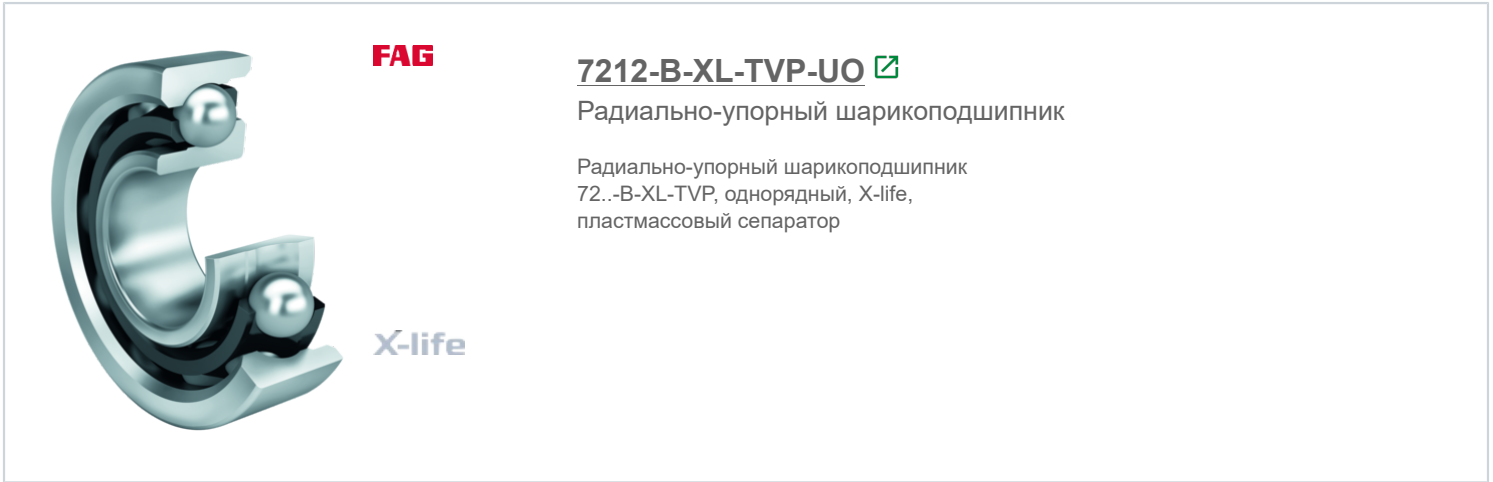 FAG
7212-B-XL-TVP-UO
Радиально-упорный шарикоподшипник
Радиально-упорный шарикоподшипник
72..-B-XL-TVP, однорядный, X-life,
пластмассовый сепаратор
X-life